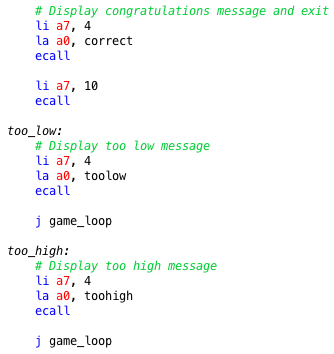 # Display congratulations message and exit
li a7, 4
la a0, correct
ecall

li a7, 10
ecall

too_low:
# Display too low message
li a7, 4
la a0, toolow
ecall

j game_loop

too_high:
# Display too high message
li a7, 4
la a0, toohigh
ecall

j game_loop